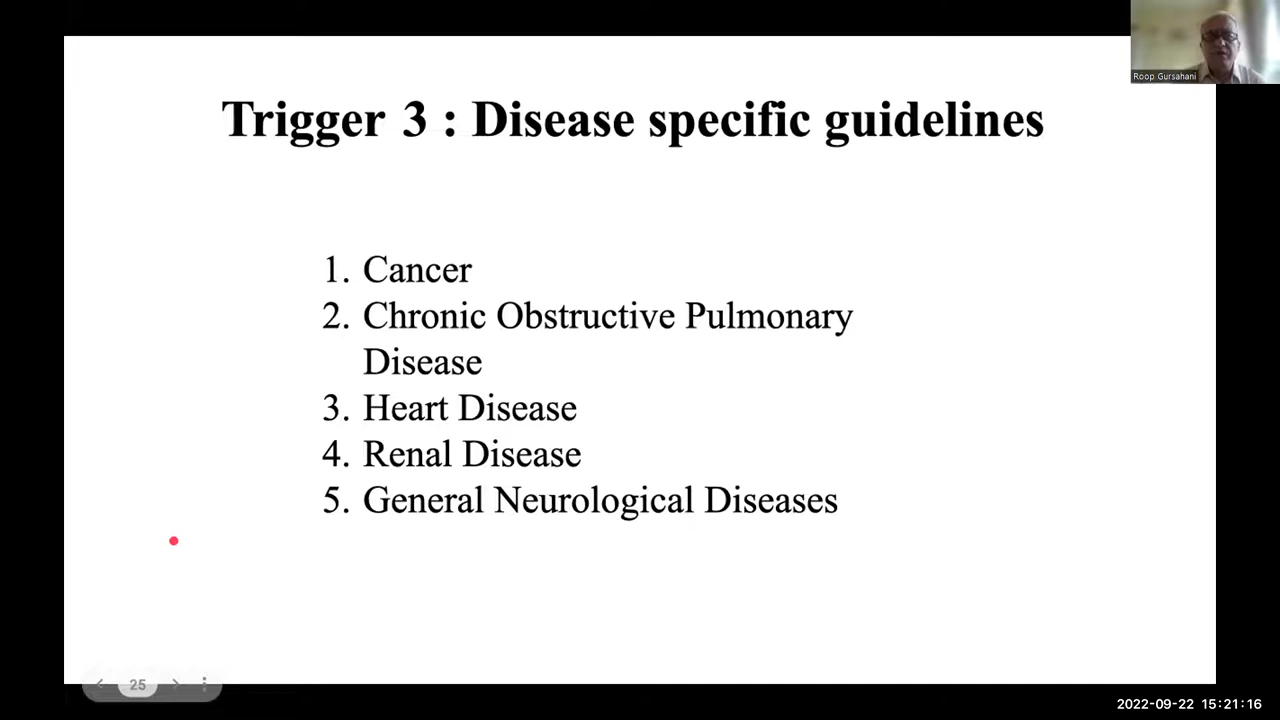 Roop Gursahani
Trigger 3 : Disease specific guidelines
1. Cancer
2. Chronic Obstructive Pulmonary
Disease
3. Heart Disease
4. Renal Disease
5. General Neurological Diseases
25
2022-09-22 15:21:16